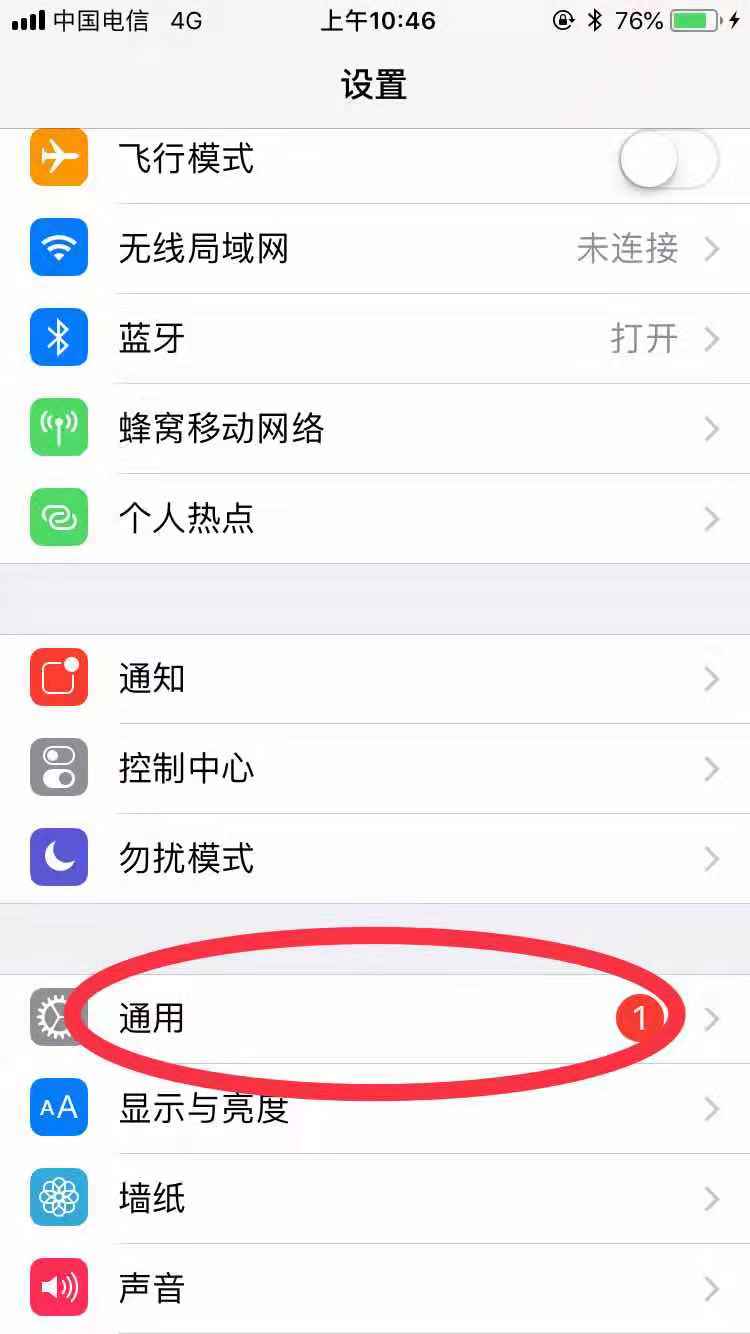 中国电信 4G 上午10:46 76%
设置
飞行模式
无线局域网 未连接
蓝牙 打开
蜂窝移动网络
个人热点
通知
控制中心
勿扰模式
通用 1
AA 显示与亮度
墙纸
声音